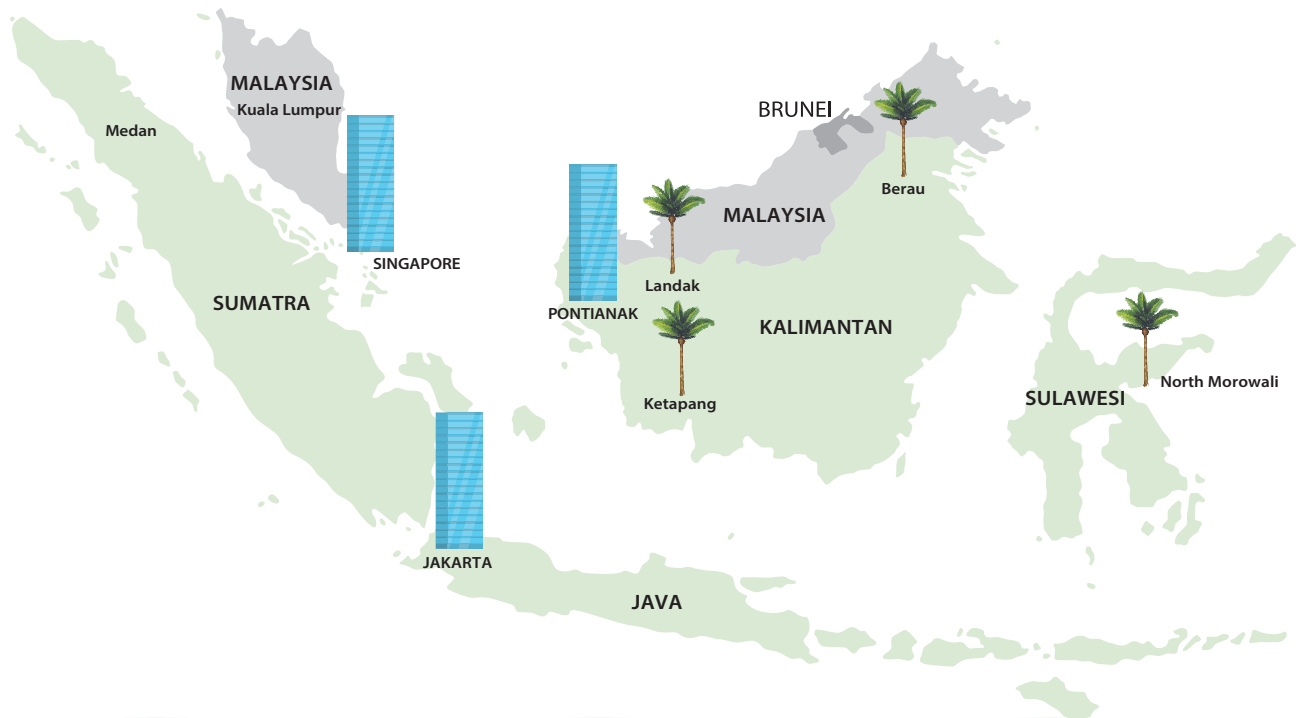 MALAYSIA
Kuala Lumpur
Medan
BRUNEI
Berau
MALAYSIA
SINGAPORE
Landak
SUMATRA
PONTIANAK
KALIMANTAN
North Morowali
SULAWESI
Ketapang
JAKARTA
JAVA